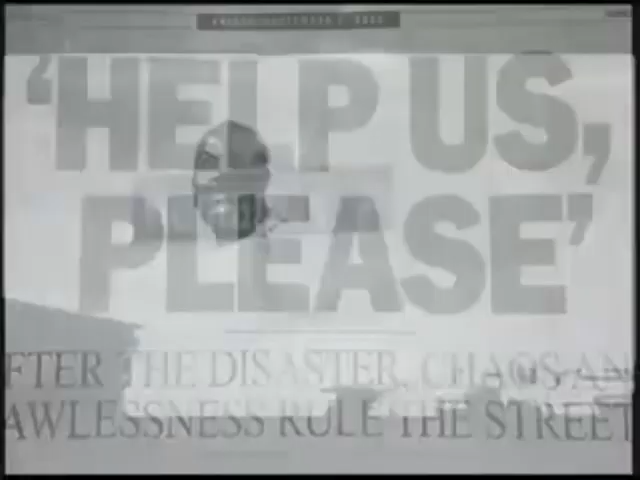 ‘HELP US,
PLEASE’
FTER THE DISASTER, CHAOS AN
AWLESSNESS RULE THE STREET